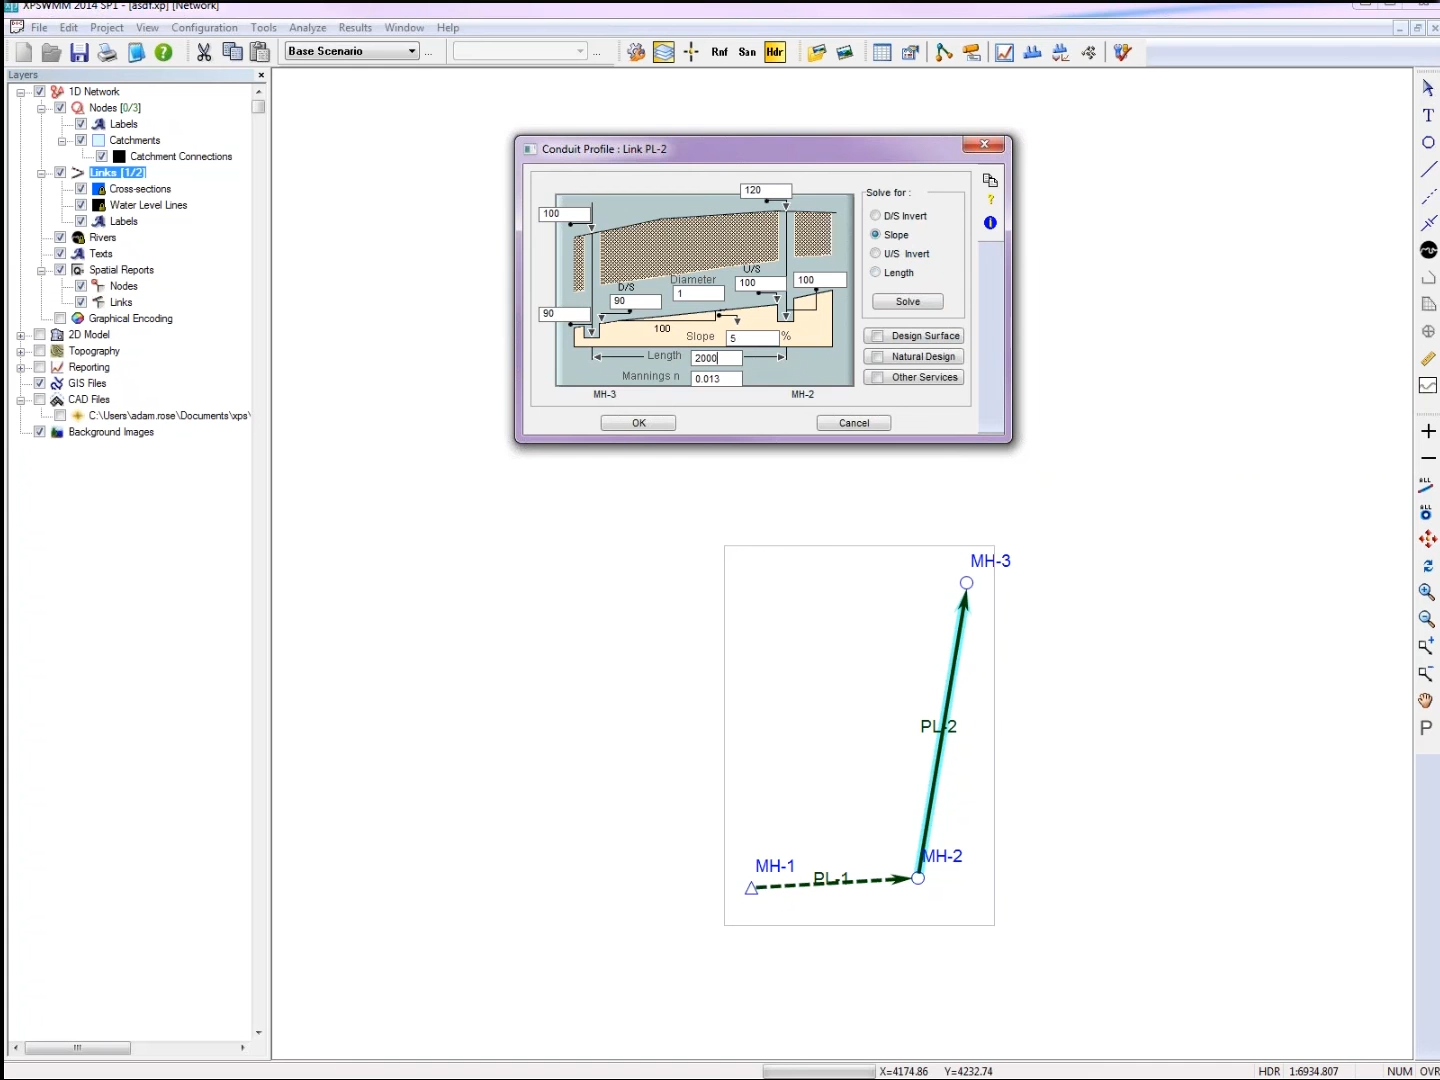 XPSWMM 2014 SP1 - [asdf.xp] [Network]
File Edit Project View Configuration Tools Analyze Results Window Help
Base Scenario ... ... Rnf San Hdr
Layers
1D Network
Nodes [0/3]
Labels
Catchments
Catchment Connections
Links [1/2]
Cross-sections
Water Level Lines
Labels
Rivers
Texts
Spatial Reports
Nodes
Links
Graphical Encoding
2D Model
Topography
Reporting
GIS Files
CAD Files
C:\Users\adam.rose\Documents\xps\
Background Images
Conduit Profile : Link PL-2
120
100
Solve for :
D/S Invert
Slope
U/S Invert
Length
Solve
Design Surface
Natural Design
Other Services
U/S
Diameter
100
100
D/S
1
90
90
100
Slope 5 %
Length 2000
Mannings n 0.013
MH-3 MH-2
OK Cancel
MH-3
PL-2
MH-2
MH-1
PL-1
T
ALL
ALL
P
X=4174.86 Y=4232.74 HDR 1:6934.807 NUM OVR